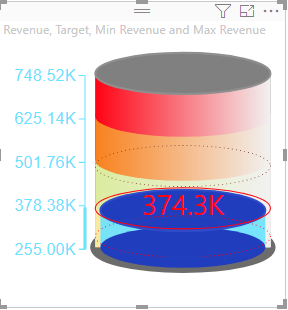 Revenue, Target, Min Revenue and Max Revenue
748.52K
625.14K
501.76K
374.3K
378.38K
255.00K